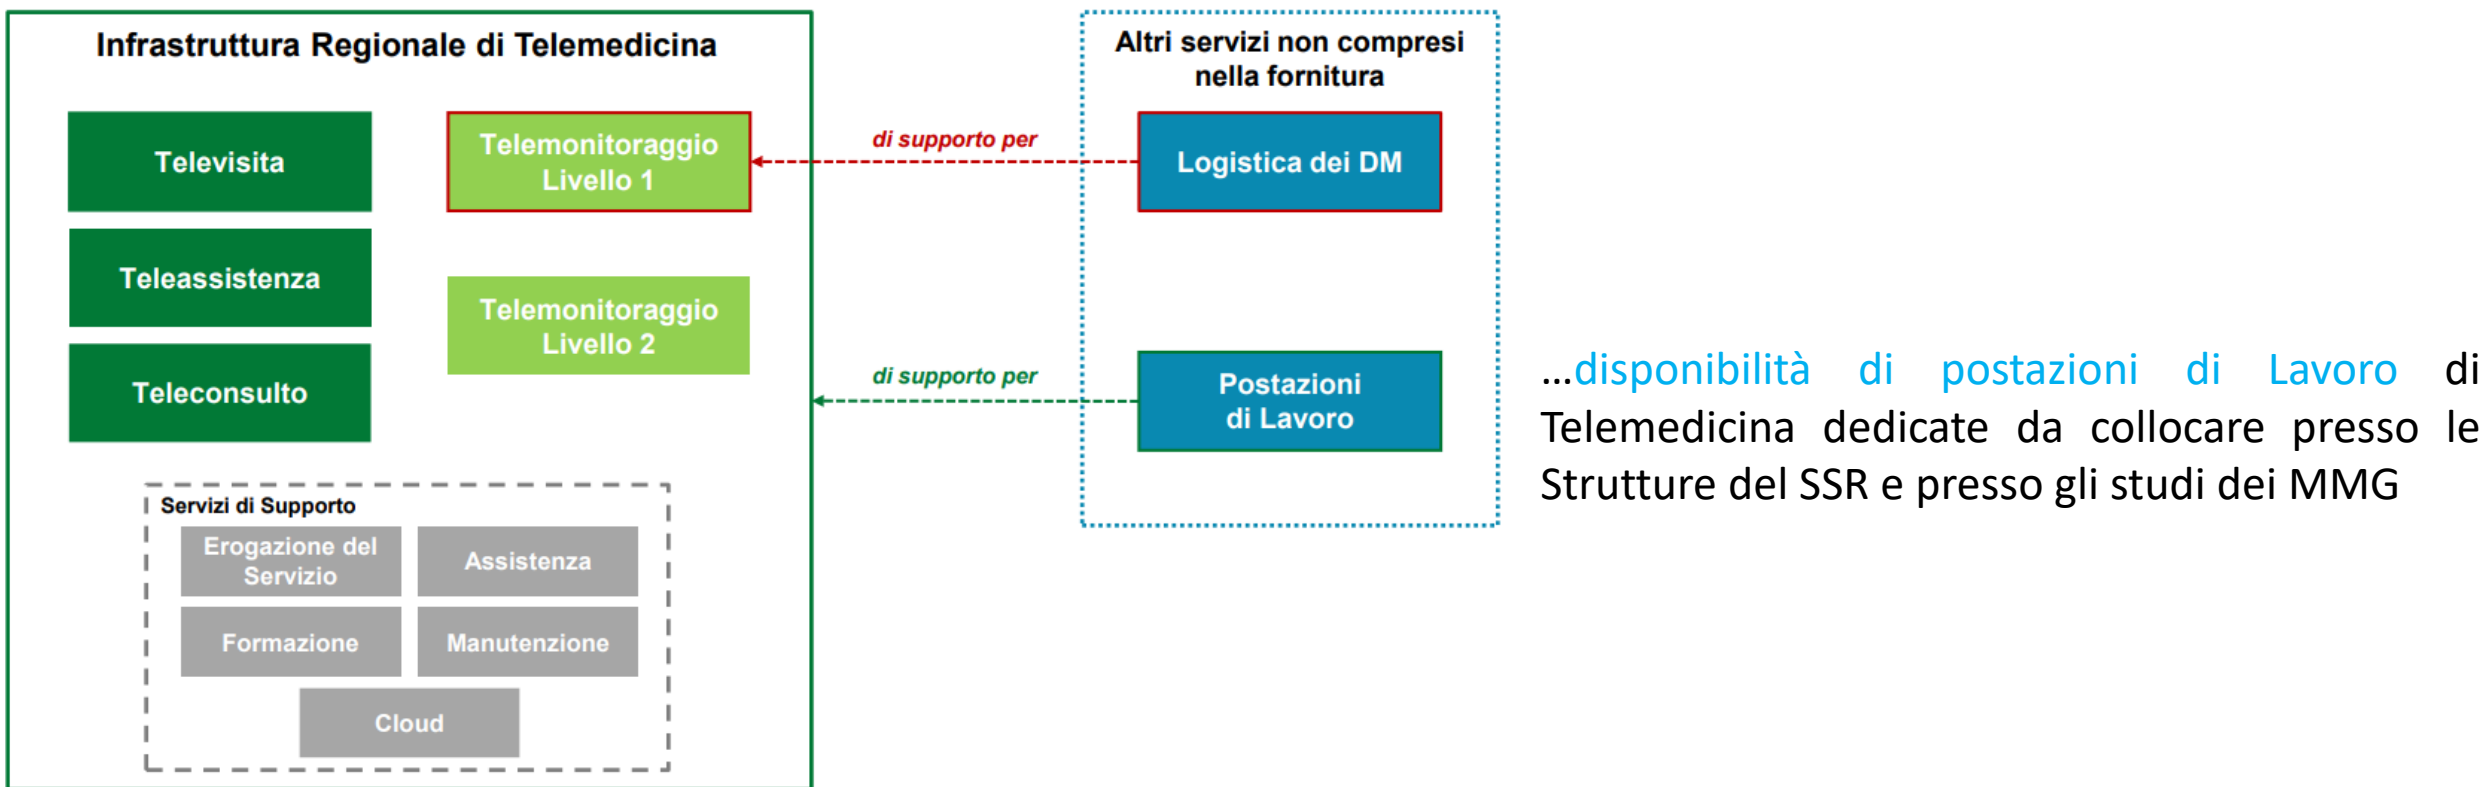 Infrastruttura Regionale di Telemedicina
Televisita
Teleassistenza
Teleconsulto
Telemonitoraggio
Livello 1
Telemonitoraggio
Livello 2
Servizi di Supporto
Erogazione del
Servizio
Assistenza
Formazione
Manutenzione
Cloud
di supporto per
di supporto per
Altri servizi non compresi
nella fornitura
Logistica dei DM
Postazioni
di Lavoro
...disponibilità di postazioni di Lavoro di
Telemedicina dedicate da collocare presso le
Strutture del SSR e presso gli studi dei MMG